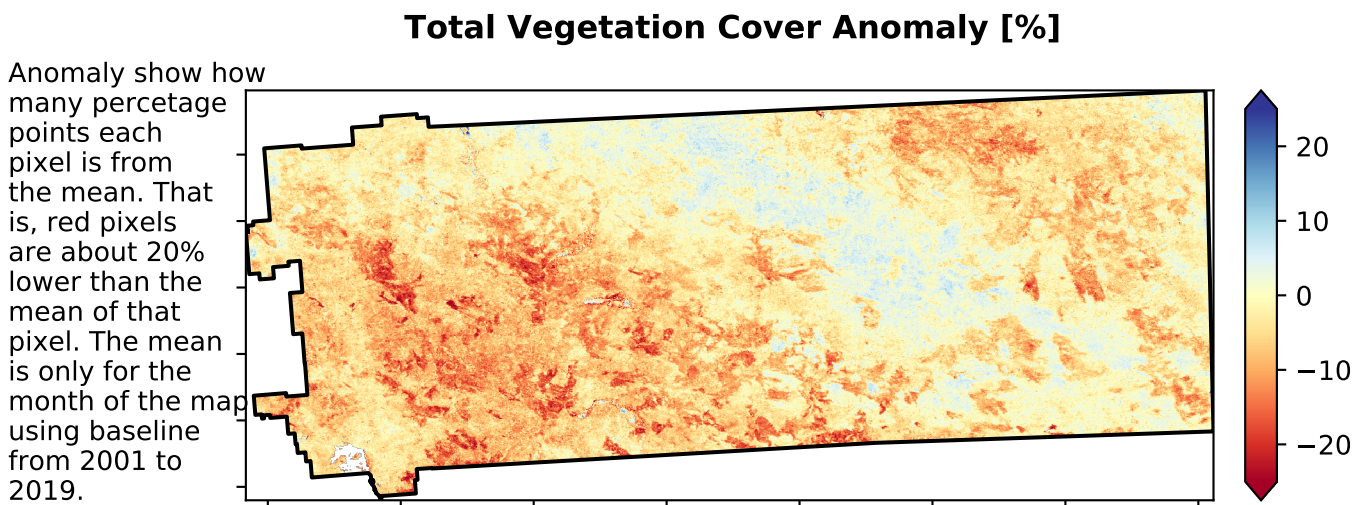 Total Vegetation Cover Anomaly [%]
Anomaly show how
many percetage
points each
pixel is from
the mean. That
is, red pixels
are about 20%
lower than the
mean of that
pixel. The mean
is only for the
month of the map
using baseline
from 2001 to
2019.
20
10
0
−10
−20